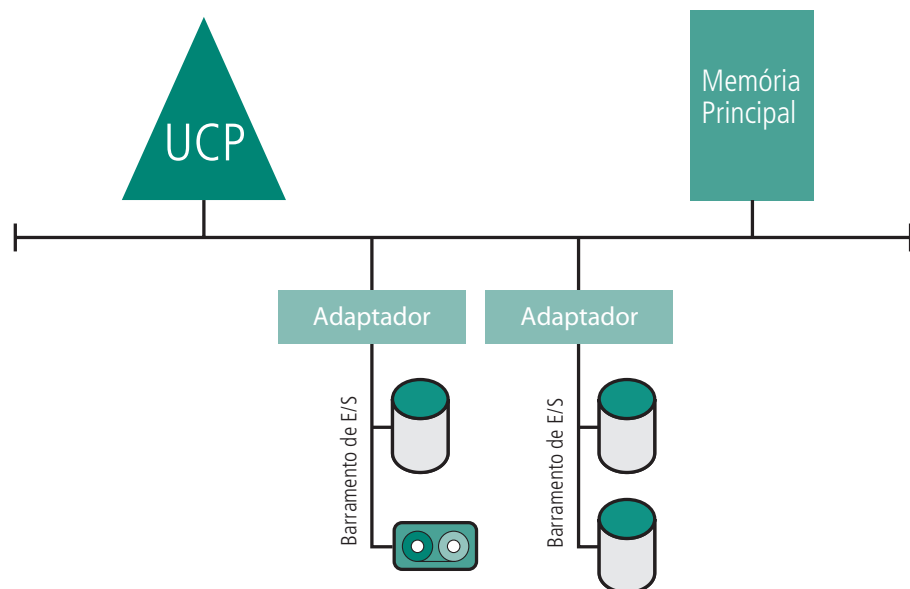 UCP
Memória
Principal
Adaptador
Adaptador
Barramento de E/S
Barramento de E/S